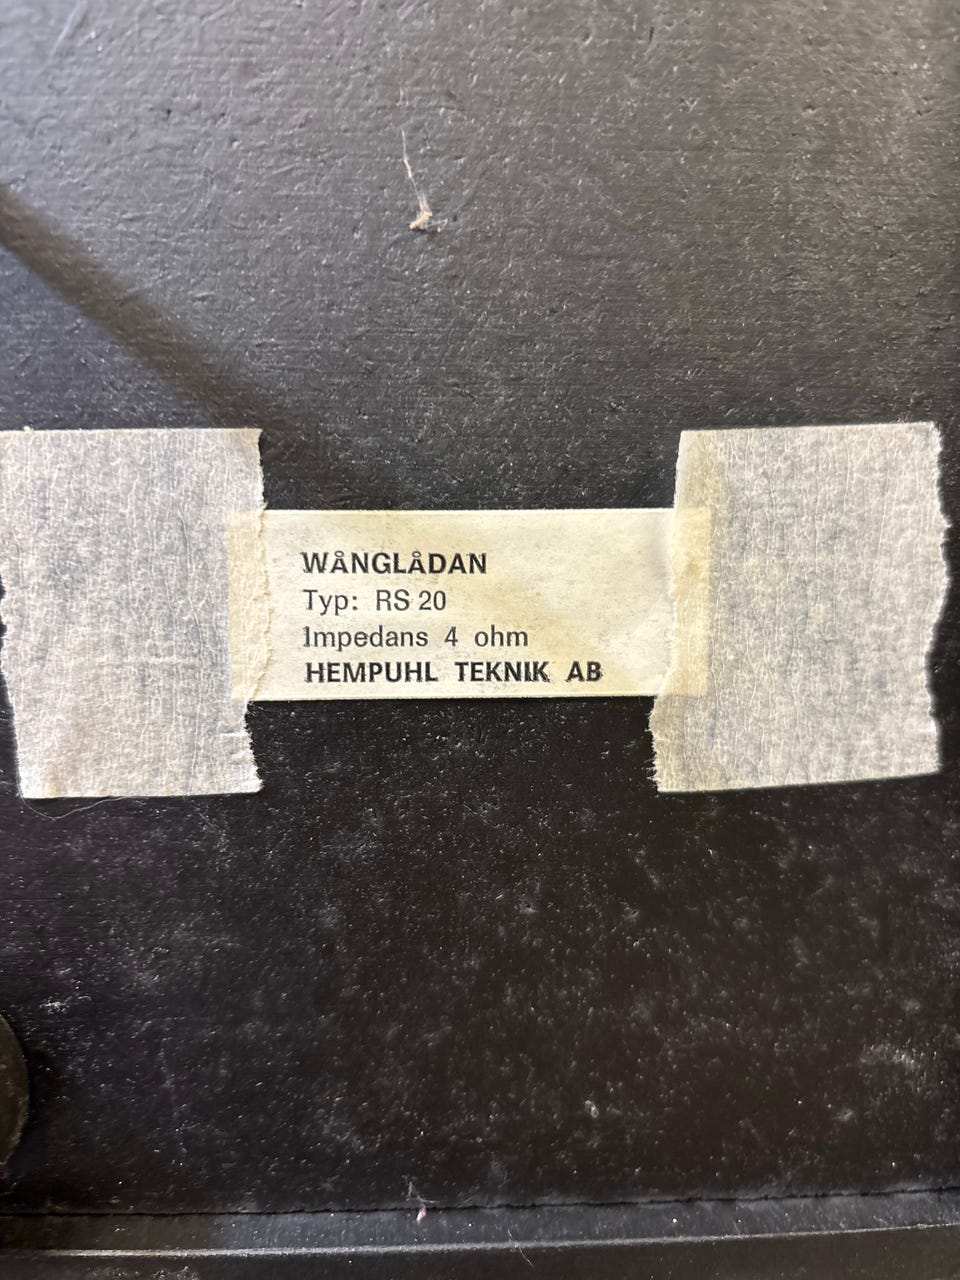 WÅNGLÅDAN
Typ: RS 20
Impedans 4 ohm
HEMPUHL TEKNIK AB